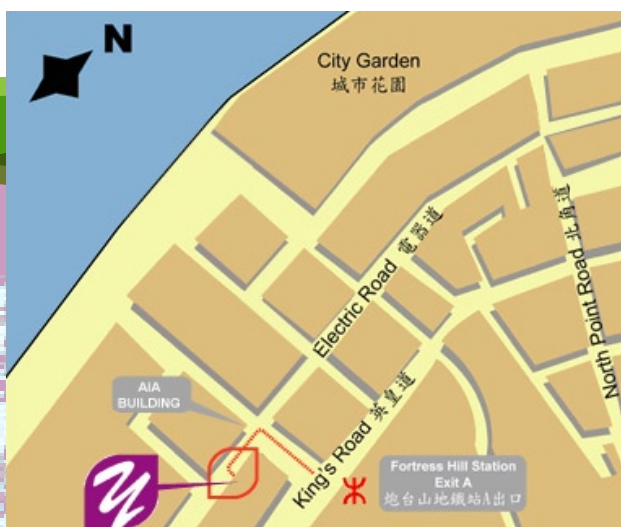 N
City Garden
城市花園
Electric Road 電器道
North Point Road 北角道
AIA
BUILDING
King's Road 英皇道
Fortress Hill Station
Exit A
炮台山地鐵站A出口
y